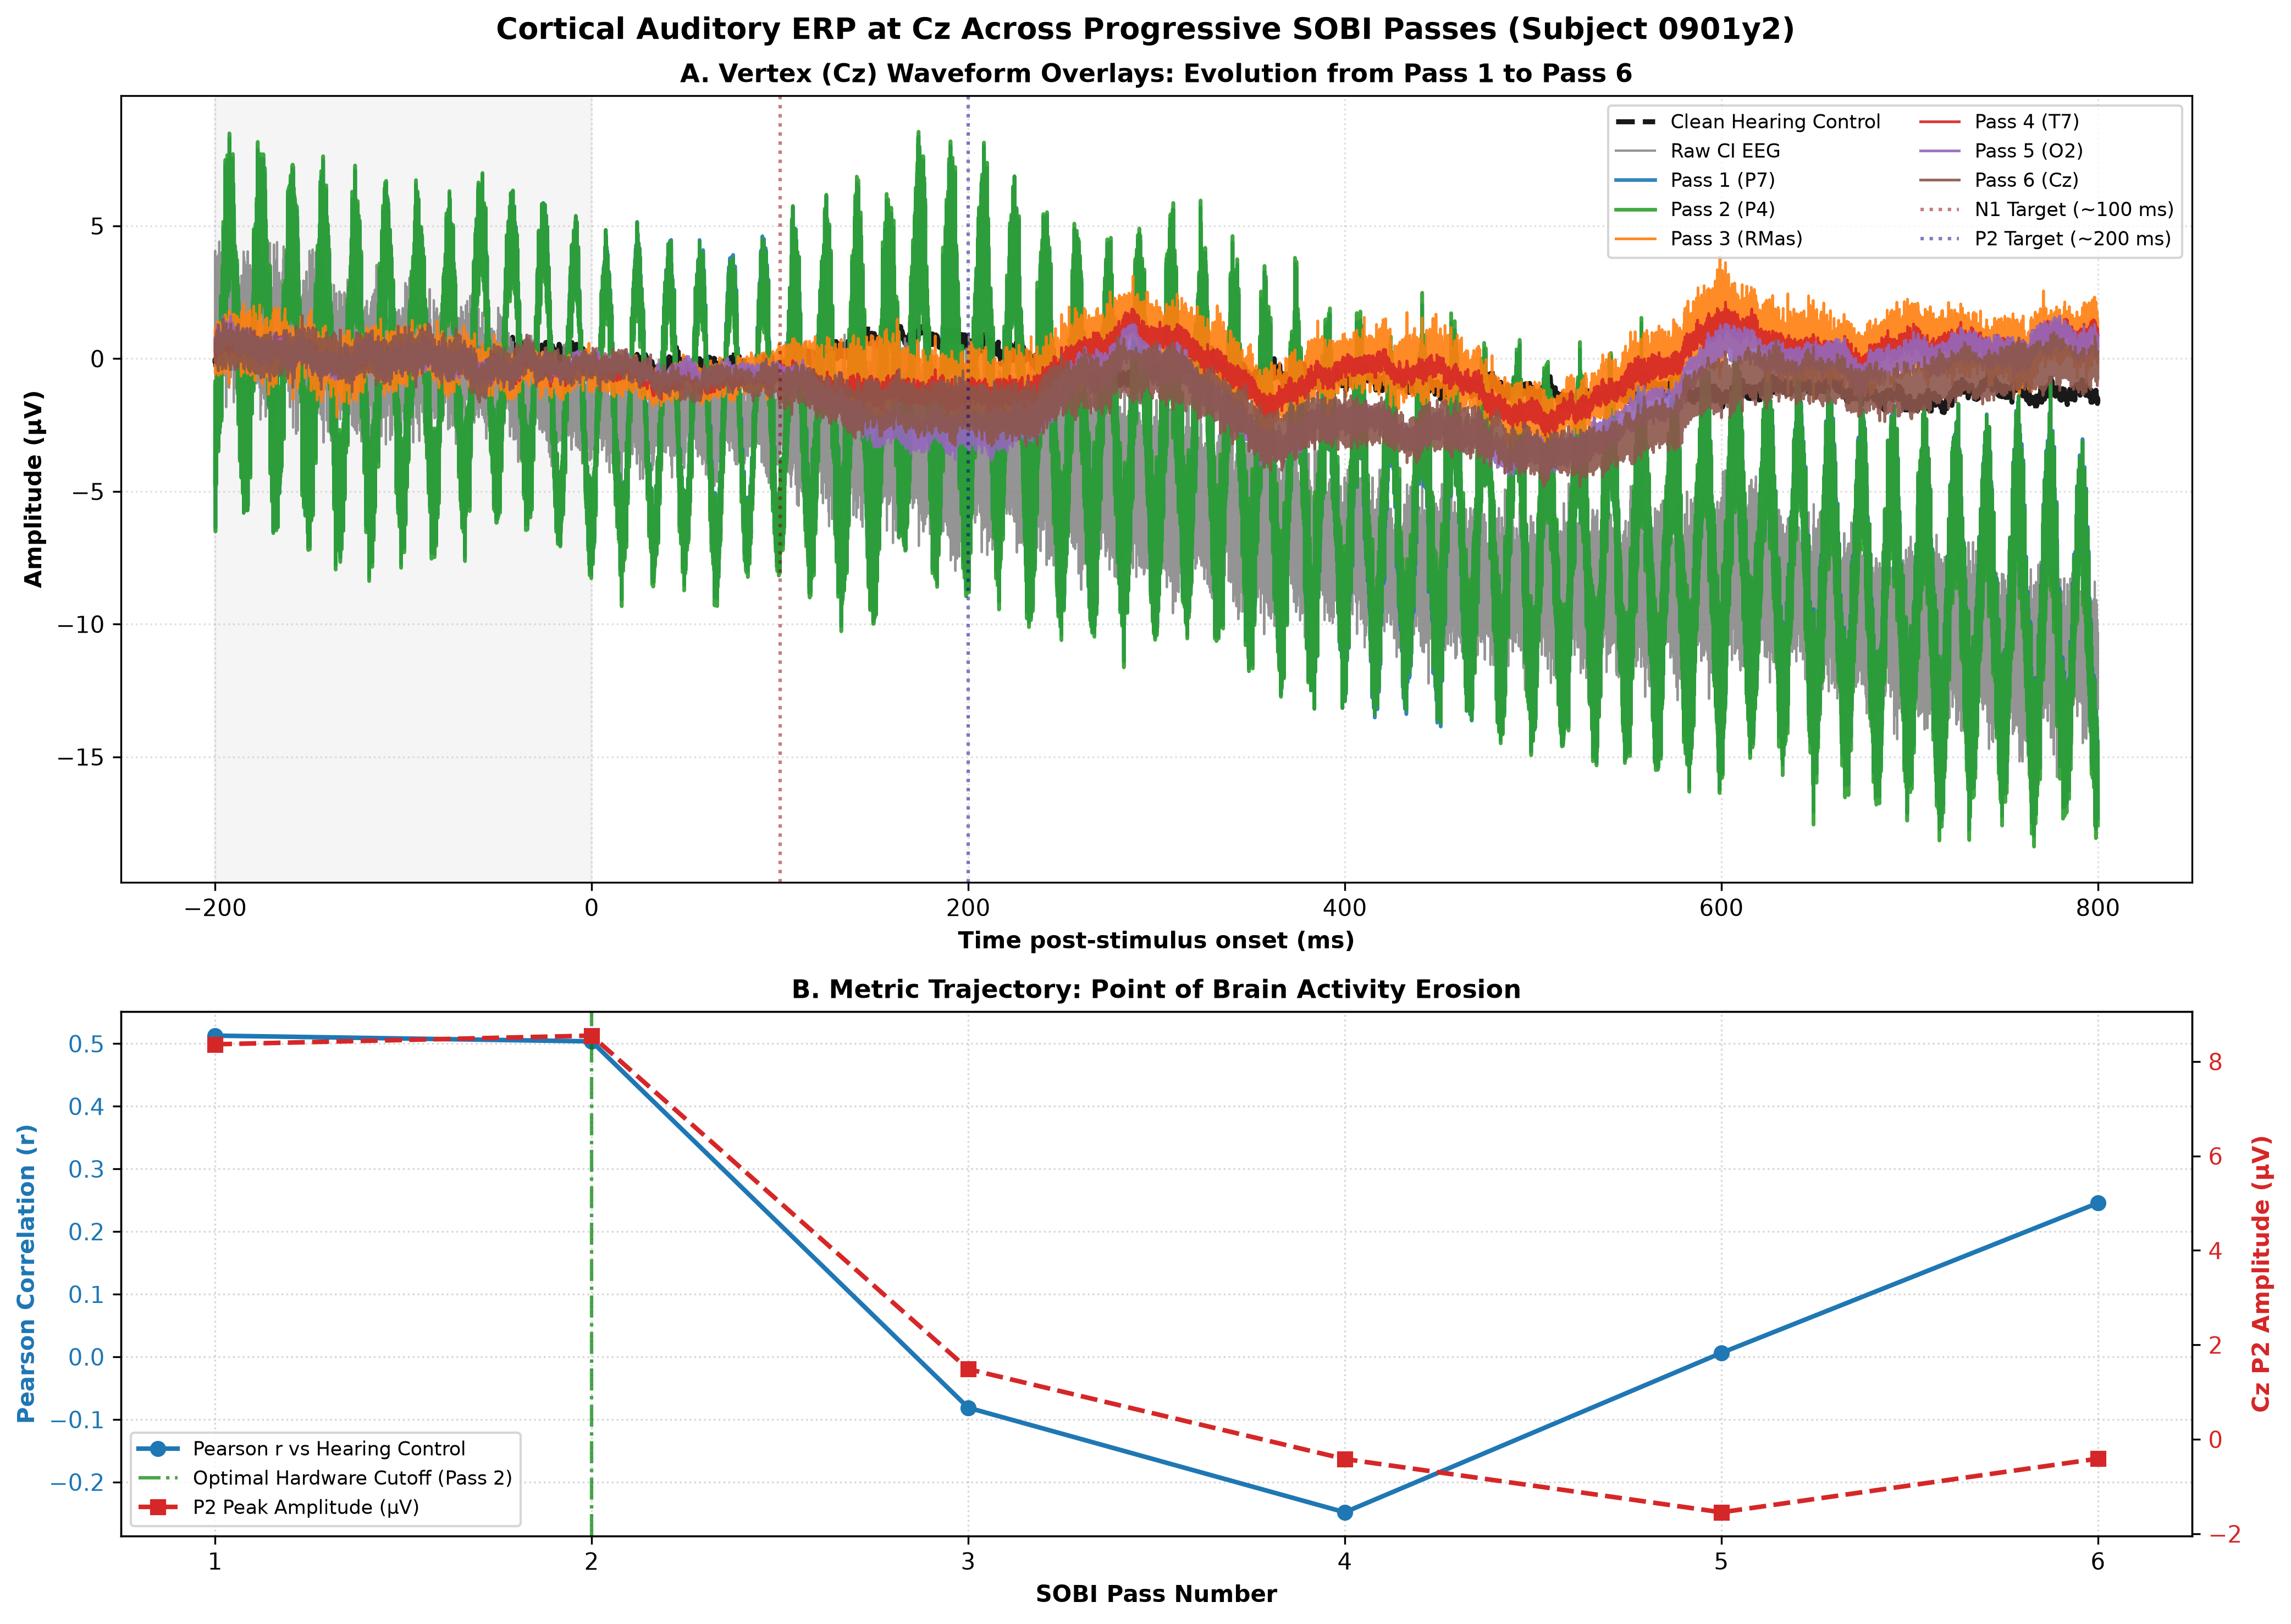 Cortical Auditory ERP at Cz Across Progressive SOBI Passes (Subject 0901y2)
A. Vertex (Cz) Waveform Overlays: Evolution from Pass 1 to Pass 6
Amplitude (µV)
5
0
−5
−10
−15
Clean Hearing Control
Raw CI EEG
Pass 1 (P7)
Pass 2 (P4)
Pass 3 (RMas)
Pass 4 (T7)
Pass 5 (O2)
Pass 6 (Cz)
N1 Target (~100 ms)
P2 Target (~200 ms)
−200
0
200
400
600
800
Time post-stimulus onset (ms)
B. Metric Trajectory: Point of Brain Activity Erosion
Pearson Correlation (r)
0.5
0.4
0.3
0.2
0.1
0.0
−0.1
−0.2
Pearson r vs Hearing Control
Optimal Hardware Cutoff (Pass 2)
P2 Peak Amplitude (µV)
8
6
4
2
0
−2
Cz P2 Amplitude (µV)
1
2
3
4
5
6
SOBI Pass Number